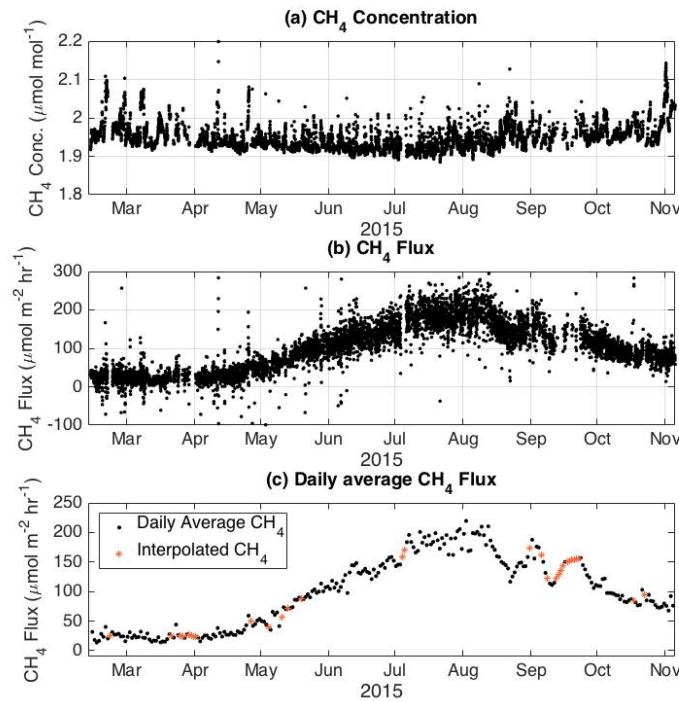 (a) CH₄ Concentration
CH₄ Conc. (μmol mol⁻¹)
2.2
2.1
2
1.9
1.8
Mar Apr May Jun Jul Aug Sep Oct Nov
2015
(b) CH₄ Flux
CH₄ Flux (μmol m⁻² hr⁻¹)
300
200
100
0
-100
Mar Apr May Jun Jul Aug Sep Oct Nov
2015
(c) Daily average CH₄ Flux
CH₄ Flux (μmol m⁻² hr⁻¹)
250
200
150
100
50
0
Daily Average CH₄
Interpolated CH₄
Mar Apr May Jun Jul Aug Sep Oct Nov
2015